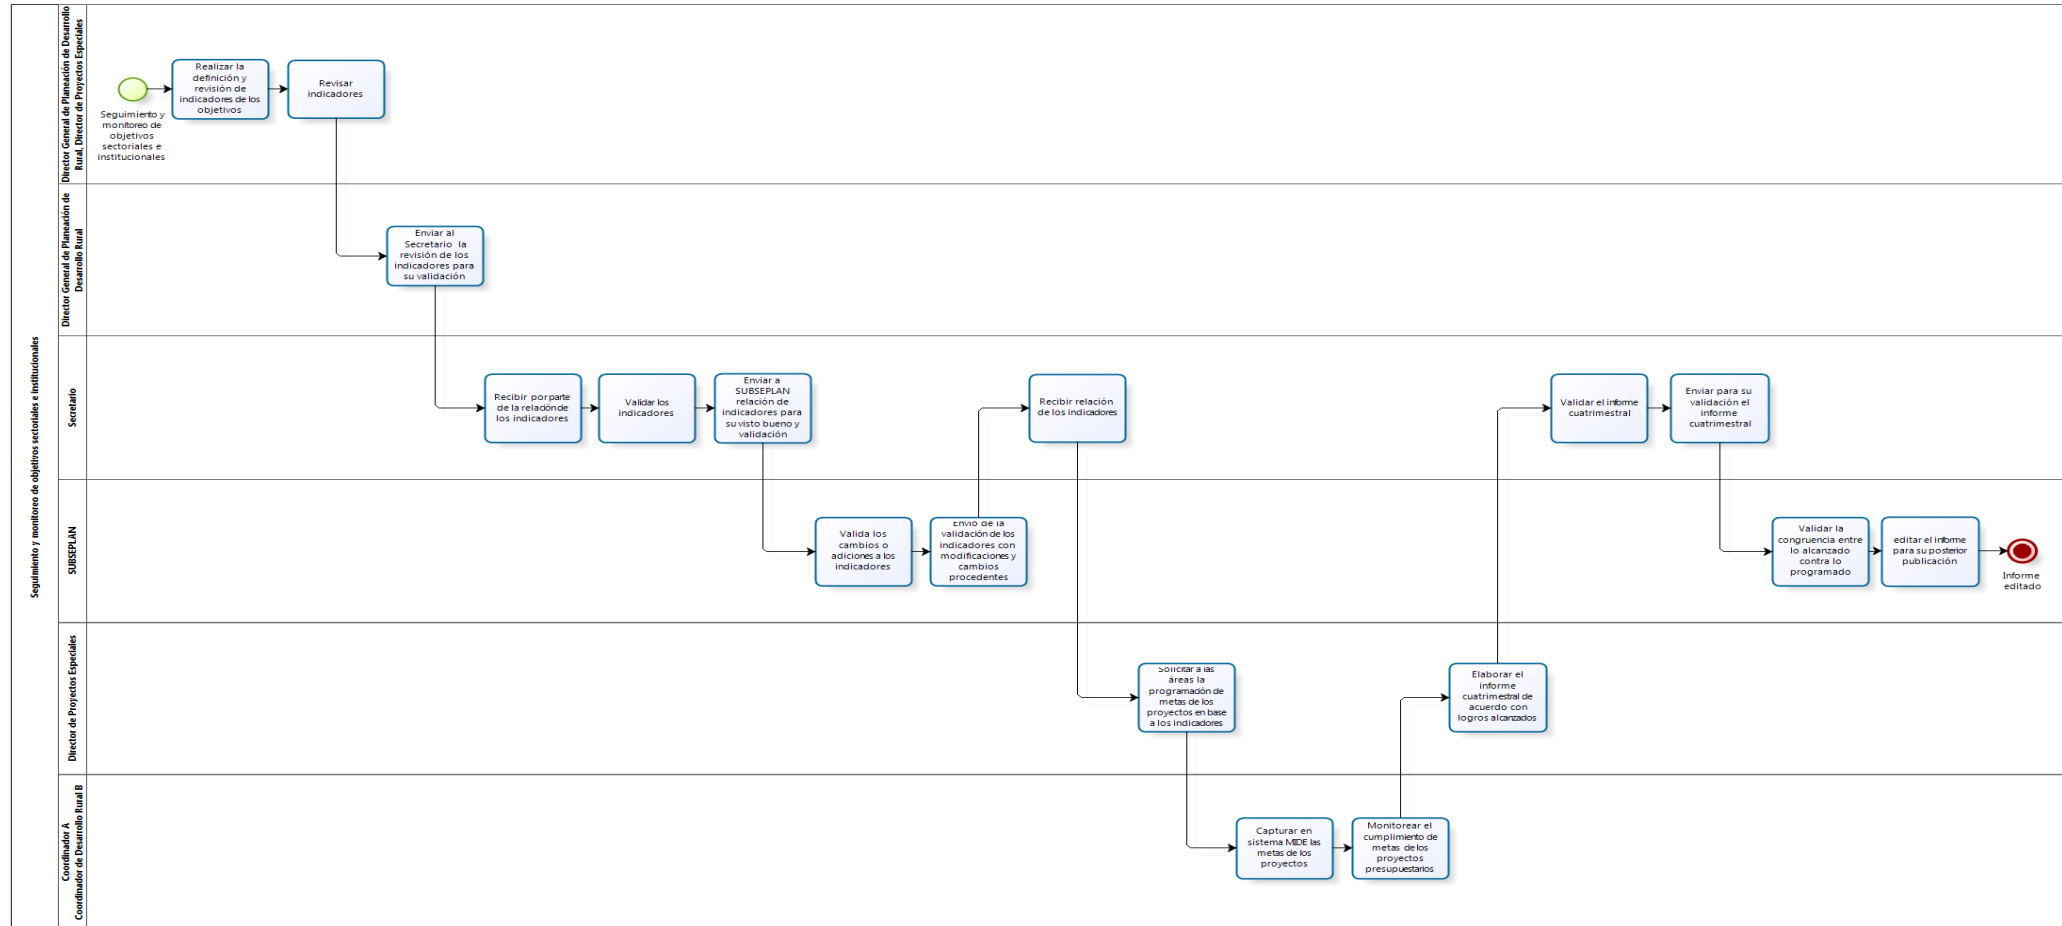 Seguimiento y monitoreo de objetivos sectoriales e institucionales
Director General de Planeación de Desarrollo
Rural, Director de Proyectos Especiales
Seguimiento y
monitoreo de
objetivos
sectoriales e
institucionales
Realizar la
definición y
revisión de
indicadores de los
objetivos
Revisar
indicadores
Director General de Planeación de
Desarrollo Rural
Enviar al
Secretario la
revisión de los
indicadores para
su validación
Secretario
Recibir por parte
de la relación de
los indicadores
Validar los
indicadores
Enviar a
SUBSEPLAN
relación de
indicadores para
su visto bueno y
validación
Recibir relación
de los indicadores
Validar el informe
cuatrimestral
Enviar para su
validación el
informe
cuatrimestral
SUBSEPLAN
Valida los
cambios o
adiciones a los
indicadores
Envío de la
validación de los
indicadores con
modificaciones y
cambios
procedentes
Validar la
congruencia entre
lo alcanzado
contra lo
programado
editar el informe
para su posterior
publicación
Informe
editado
Director de Proyectos Especiales
Solicitar a las
áreas la
programación de
metas de los
proyectos en base
a los indicadores
Elaborar el
informe
cuatrimestral de
acuerdo con
logros alcanzados
Coordinador A
Coordinador de Desarrollo Rural B
Capturar en
sistema MIDE las
metas de los
proyectos
Monitorear el
cumplimiento de
metas de los
proyectos
presupuestarios